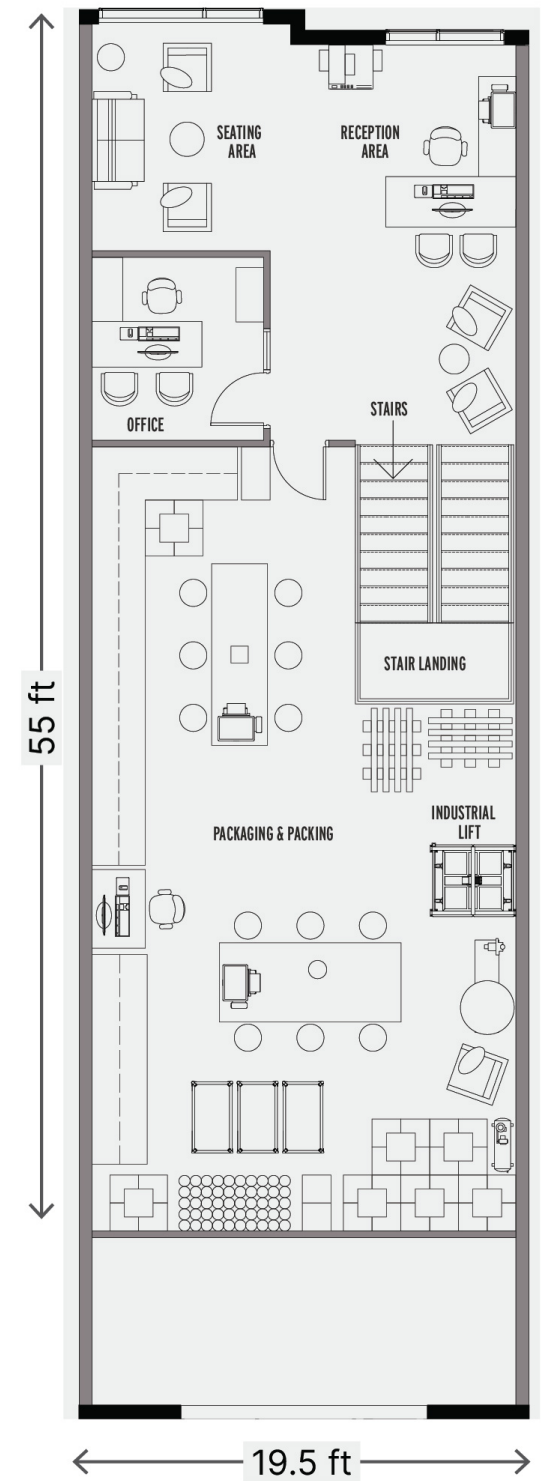 SEATING
AREA
RECEPTION
AREA
OFFICE
STAIRS
STAIR LANDING
55 ft
INDUSTRIAL
LIFT
PACKAGING & PACKING
19.5 ft